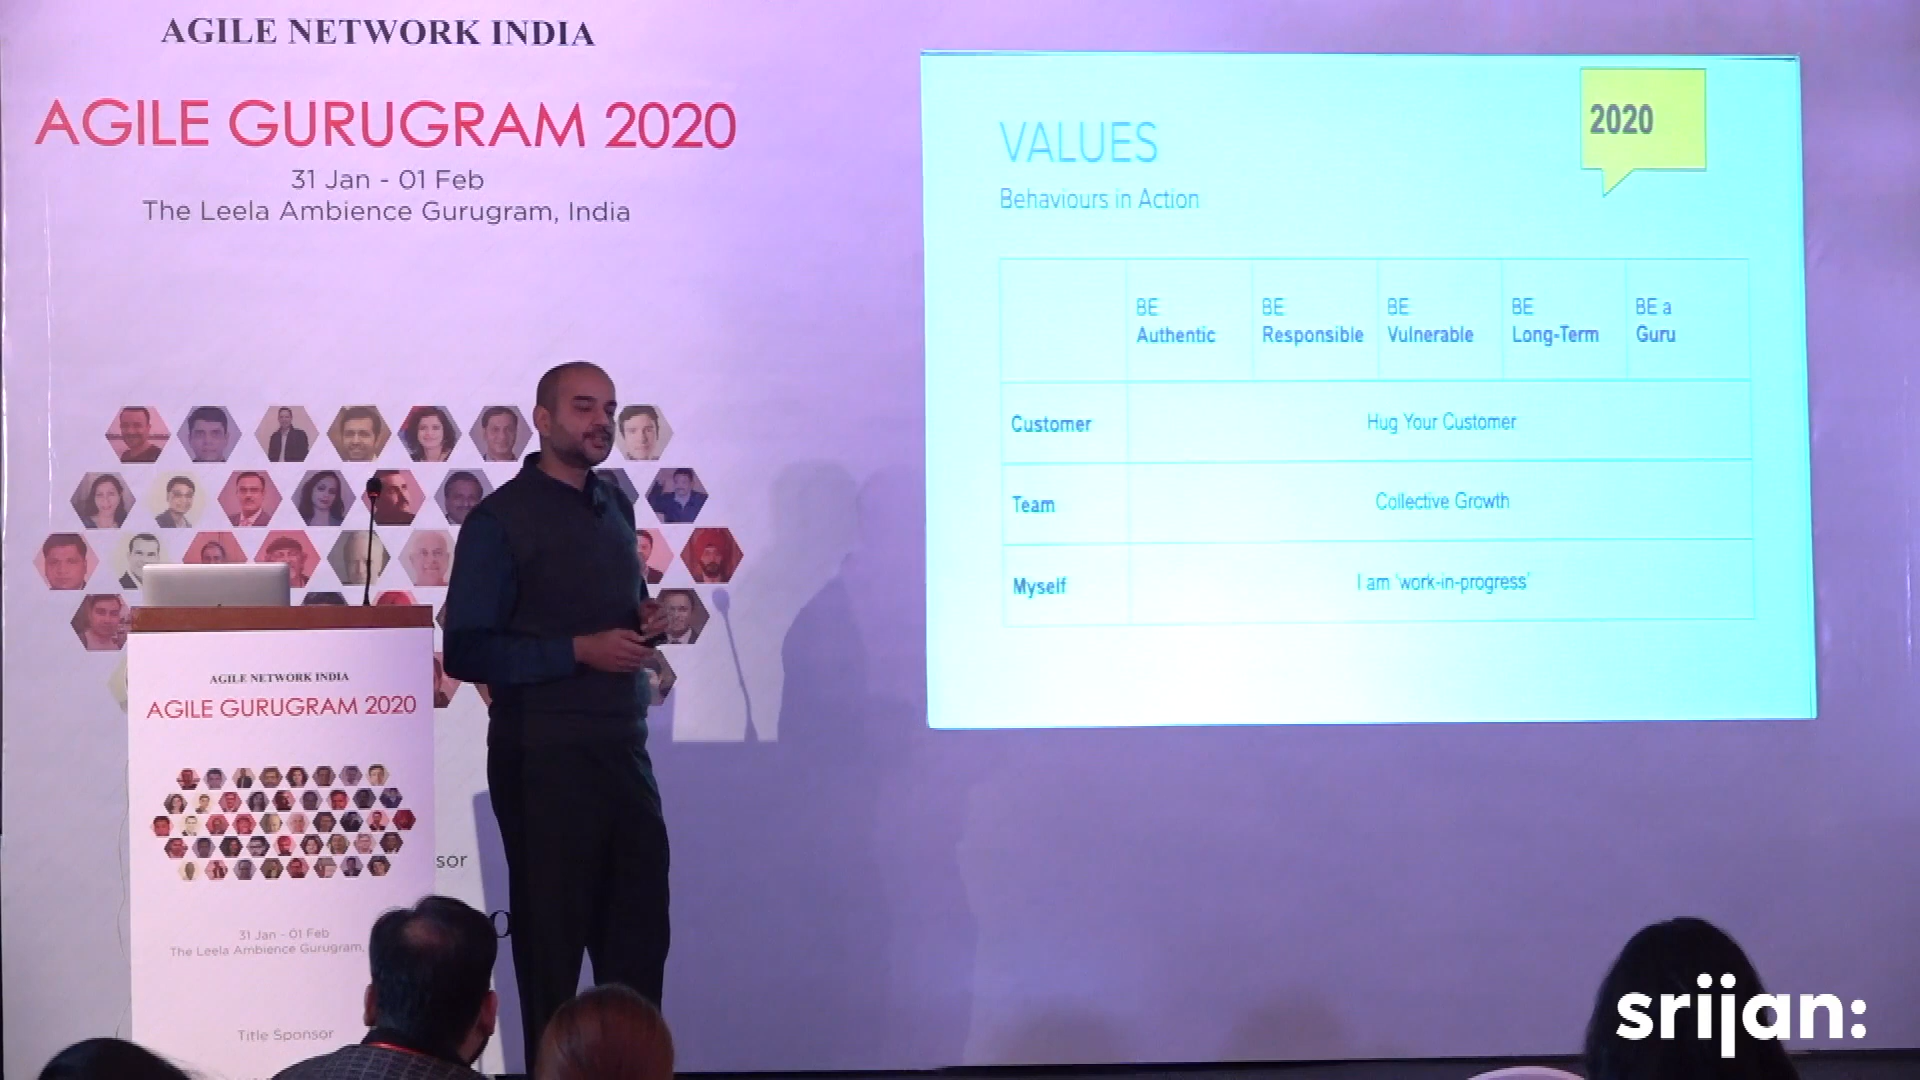 AGILE NETWORK INDIA
AGILE GURUGRAM 2020
31 Jan - 01 Feb
The Leela Ambience Gurugram, India
2020
VALUES
Behaviours in Action
BE Authentic
BE Responsible
BE Vulnerable
BE Long-Term
BE a Guru
Customer
Hug Your Customer
Team
Collective Growth
Myself
I am 'work-in-progress'
AGILE NETWORK INDIA
AGILE GURUGRAM 2020
31 Jan - 01 Feb
The Leela Ambience Gurugram,
Title Sponsor
srijan: